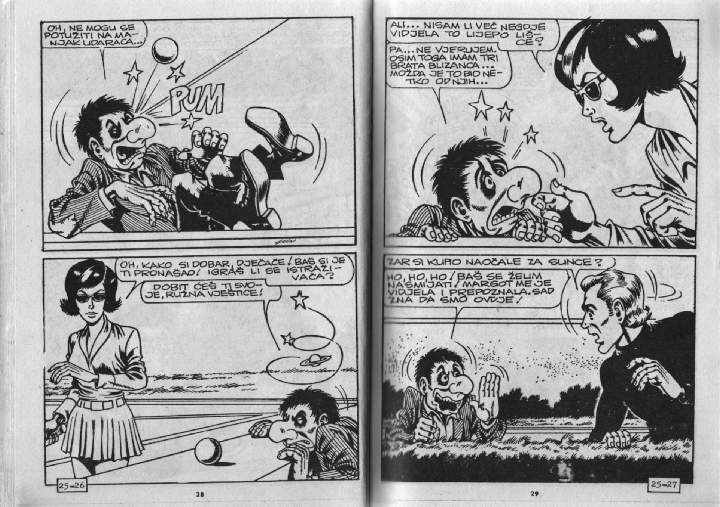 OH, NE MOGU SE
POTUŽITI NA MA-
NJAK UDARACA...
PUM
OH, KAKO SI DOBAR, DJEČAČE! BAŠ SI JE
TI PRONAŠAO! IGRAŠ LI SE ISTRAŽI-
VAČA?
DOBIT ĆEŠ TI SVO-
JE, RUŽNA VJEŠTICE!
25-26
28
ALI... NISAM LI VEĆ NEGDJE
VIDJELA TO LIJEPO LIŠ-
CE?
PA... NE VJERUJEM.
OSIM TOGA IMAM TRI
BRATA BLIZANCA...
MOŽDA JE TO BIO NE-
TKO OD NJIH...
ZAR SI KUPIO NAOČALE ZA SUNCE?
HO, HO, HO! BAŠ SE ŽELIM
NASMIJATI! MARGOT ME JE
VIDJELA I PREPOZNALA. SAD
ZNA DA SMO OVDJE!
25-27
29